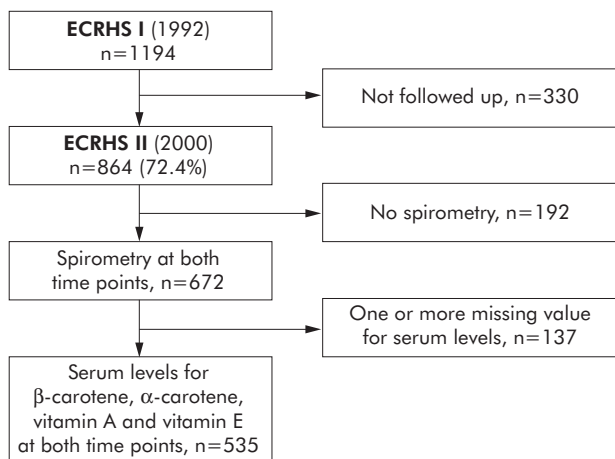 ECRHS I (1992)
n=1194
Not followed up, n=330
ECRHS II (2000)
n=864 (72.4%)
No spirometry, n=192
Spirometry at both
time points, n=672
One or more missing value
for serum levels, n=137
Serum levels for
β-carotene, α-carotene,
vitamin A and vitamin E
at both time points, n=535